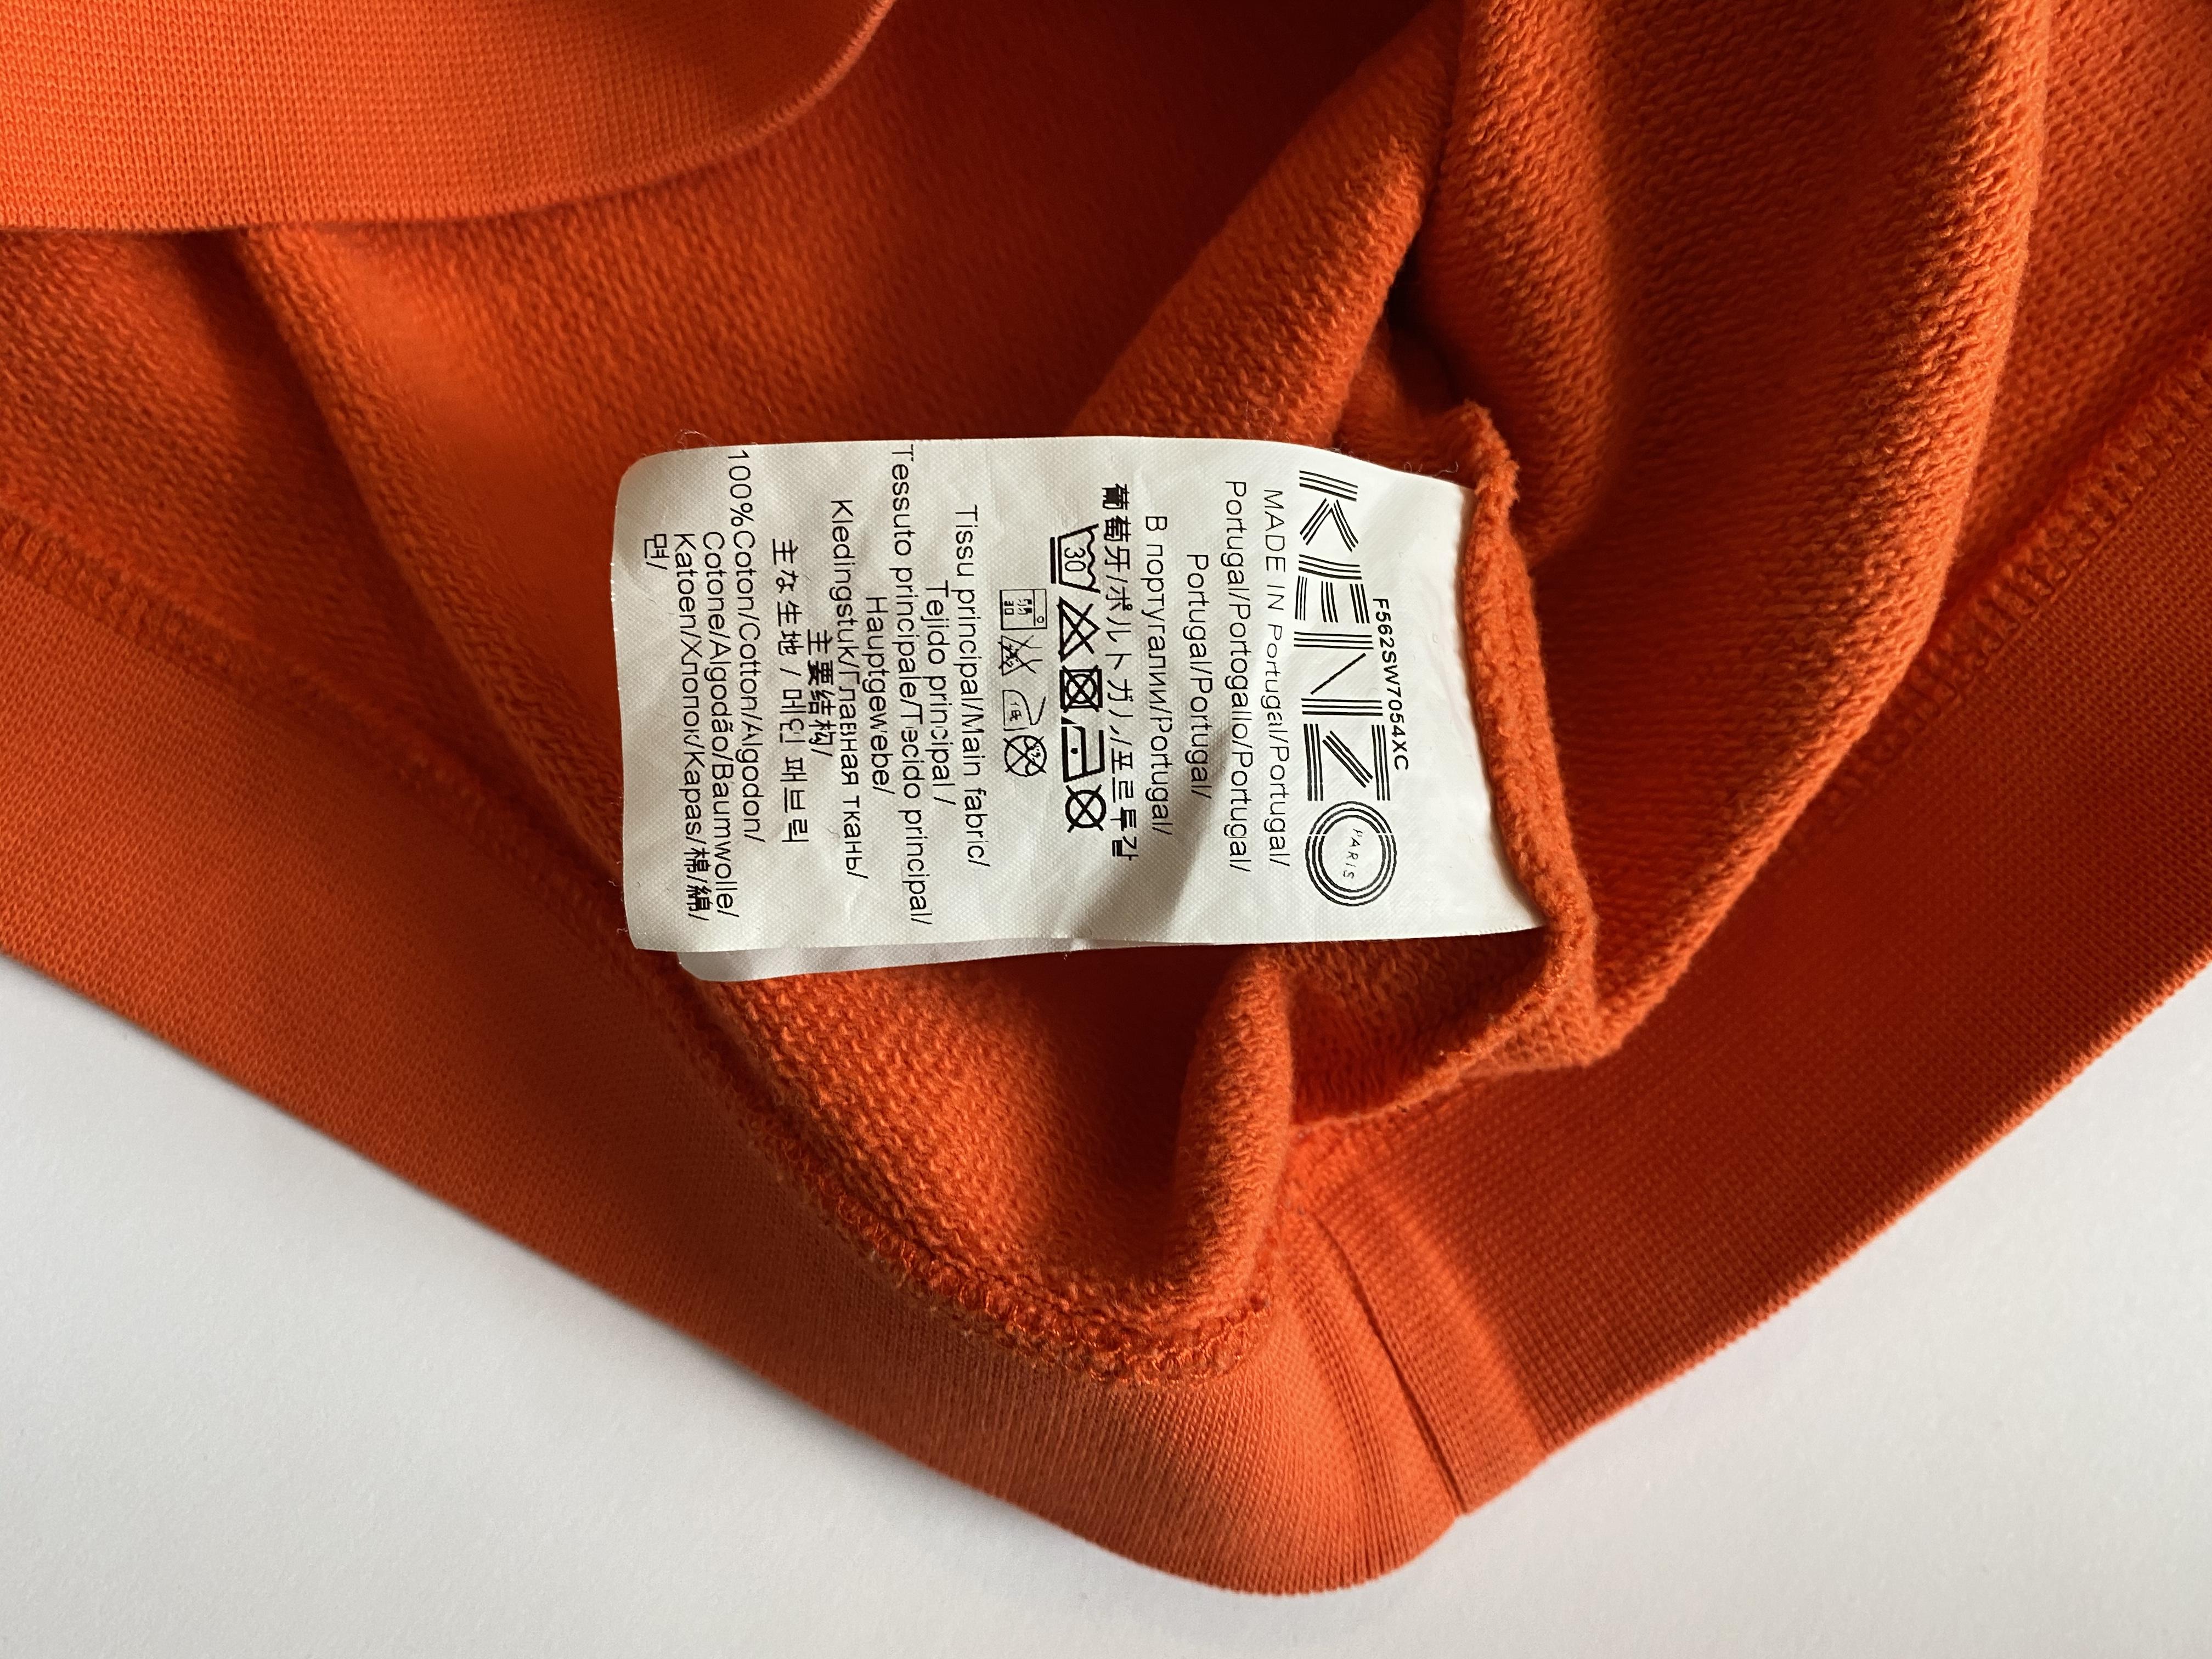 F562SW7054XC
KENZO
PARIS
MADE IN Portugal/Portugal/
Portugal/Portogallo/Portugal/
Portugal/Portugal/
В португалии/Portugal/
葡萄牙/ポルトガル/포르투갈
30
Tissu principal/Main fabric/
Tejido principal/
Tessuto principale/Tecido principal/
Hauptgewebe/
Kledingstuk/Главная ткань/
主要结构/
主な生地 / 메인 패브릭
100%Coton/Cotton/Algodon/
Cotone/Algodão/Baumwolle/
Katoen/Хлопок/Kapas/棉/綿/
면/